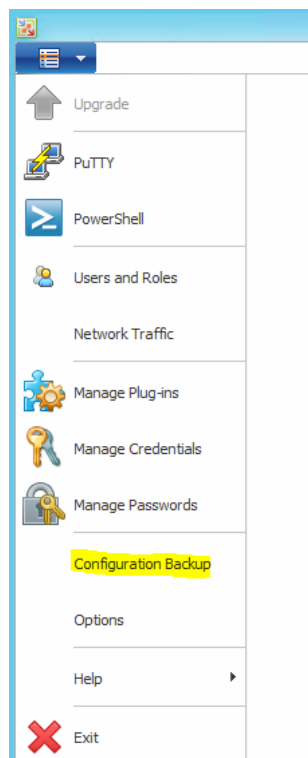 Upgrade
PuTTY
PowerShell
Users and Roles
Network Traffic
Manage Plug-ins
Manage Credentials
Manage Passwords
Configuration Backup
Options
Help
Exit